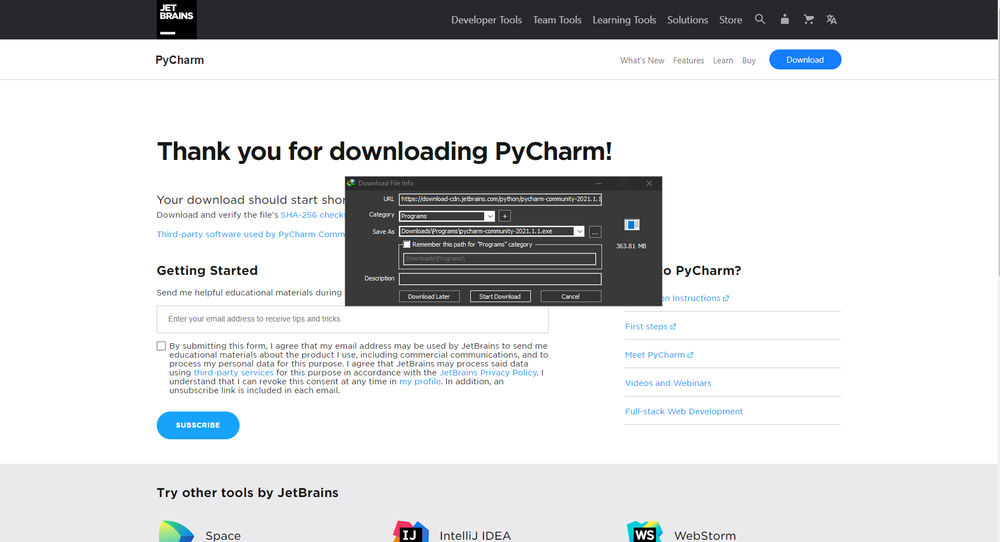 JET
BRAINS
Developer Tools
Team Tools
Learning Tools
Solutions
Store
PyCharm
What's New
Features
Learn
Buy
Download
Thank you for downloading PyCharm!
Your download should start
Download and verify the file's SHA-256
Third-party software used by PyCharm
Download File Info
URL
https://download-cdn.jetbrains.com/python/pycharm-community-2021.1.1
Category
Programs
+
Save As
Downloads\Programs\pycharm-community-2021.1.1.exe
...
Remember this path for "Programs" category
Downloads\Programs\
Description
363.81 MB
Download Later
Start Download
Cancel
Getting Started
Send me helpful educational materials during
Enter your email address to receive tips and tricks
By submitting this form, I agree that my email address may be used by JetBrains to send me
educational materials about the product I use, including commercial communications, and to
process my personal data for this purpose. I agree that JetBrains may process said data
using third-party services for this purpose in accordance with the JetBrains Privacy Policy. I
understand that I can revoke this consent at any time in my profile. In addition, an
unsubscribe link is included in each email.
SUBSCRIBE
to PyCharm?
Instructions
First steps
Meet PyCharm
Videos and Webinars
Full-stack Web Development
Try other tools by JetBrains
Space
IJ
IntelliJ IDEA
WS
WebStorm